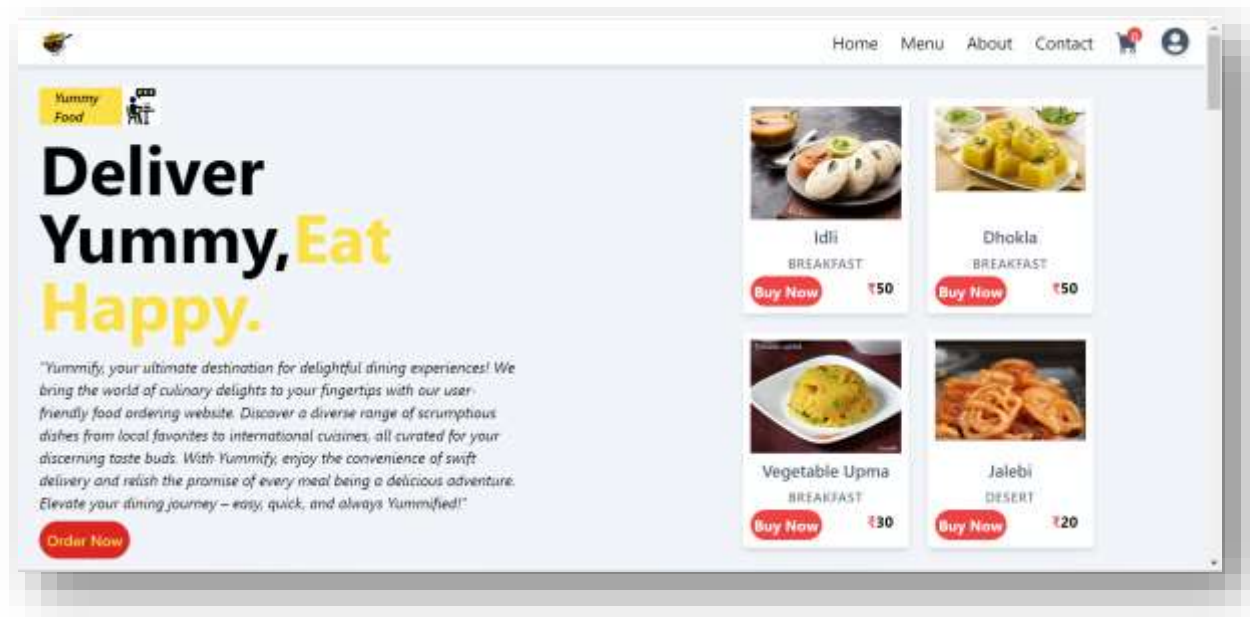 Home Menu About Contact 0
Yummy
Food
Deliver
Yummy,Eat
Happy.
"Yummify, your ultimate destination for delightful dining experiences! We
bring the world of culinary delights to your fingertips with our user-
friendly food ordering website. Discover a diverse range of scrumptious
dishes from local favorites to international cuisines, all curated for your
discerning taste buds. With Yummify, enjoy the convenience of swift
delivery and relish the promise of every meal being a delicious adventure.
Elevate your dining journey – easy, quick, and always Yummified!"
Order Now
Idli
BREAKFAST
Buy Now ₹50
Dhokla
BREAKFAST
Buy Now ₹50
Vegetable Upma
BREAKFAST
Buy Now ₹30
Jalebi
DESERT
Buy Now ₹20